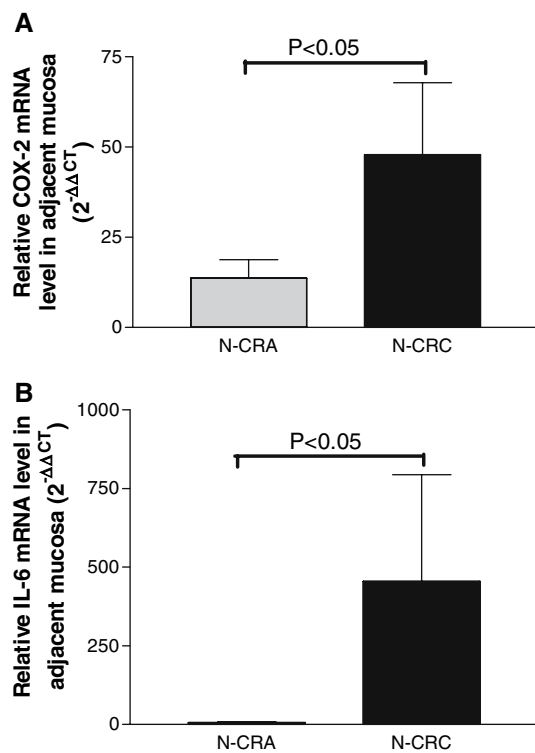 A
P<0.05
Relative COX-2 mRNA
level in adjacent mucosa
(2-ΔΔCT)
75
50
25
0
N-CRA
N-CRC
B
P<0.05
Relative IL-6 mRNA level in
adjacent mucosa (2-ΔΔCT)
1000
750
500
250
0
N-CRA
N-CRC